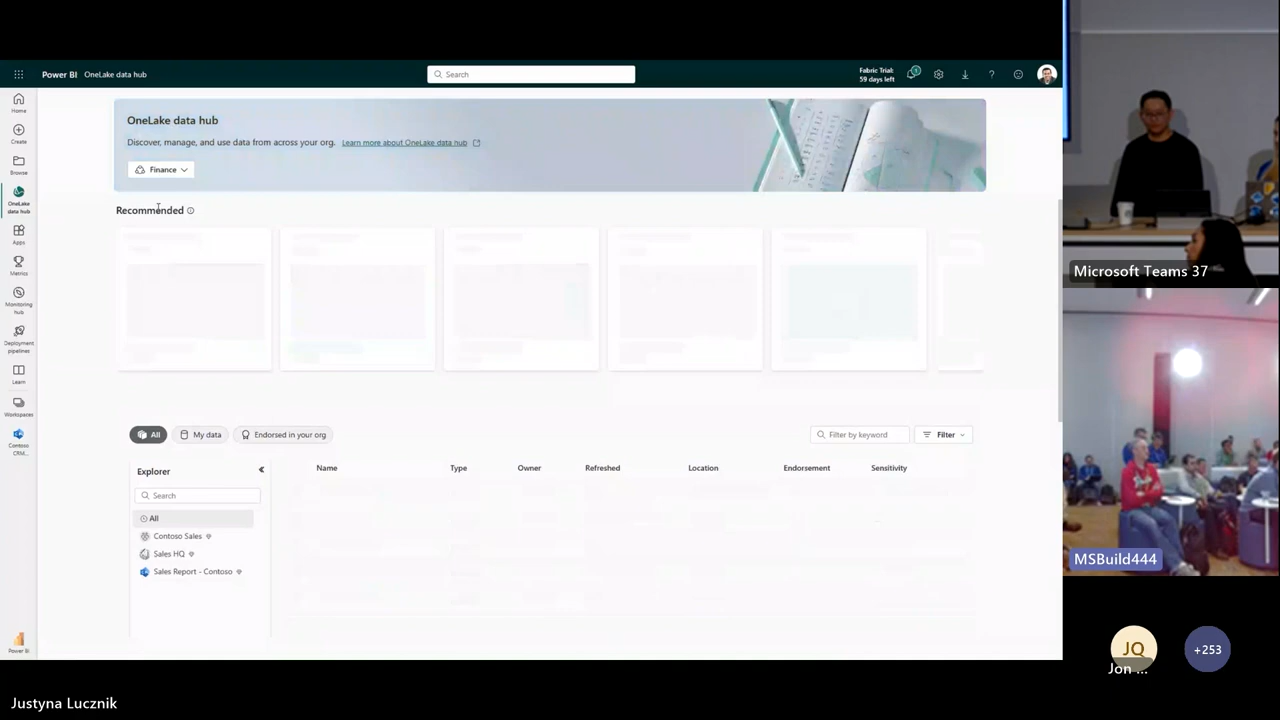 Power BI OneLake data hub
Search
Fabric Trial:
59 days left
1
?
Home
Create
Browse
OneLake
data hub
Apps
Metrics
Monitoring
hub
Deployment
pipelines
Learn
Workspaces
Contoso
CRM...
Power BI
OneLake data hub
Discover, manage, and use data from across your org. Learn more about OneLake data hub
Finance
Recommended
All
My data
Endorsed in your org
Filter by keyword
Filter
Explorer
Search
All
Contoso Sales
Sales HQ
Sales Report - Contoso
Name Type Owner Refreshed Location Endorsement Sensitivity
Microsoft Teams 37
MSBuild444
JQ
Jon ...
+253
Justyna Lucznik